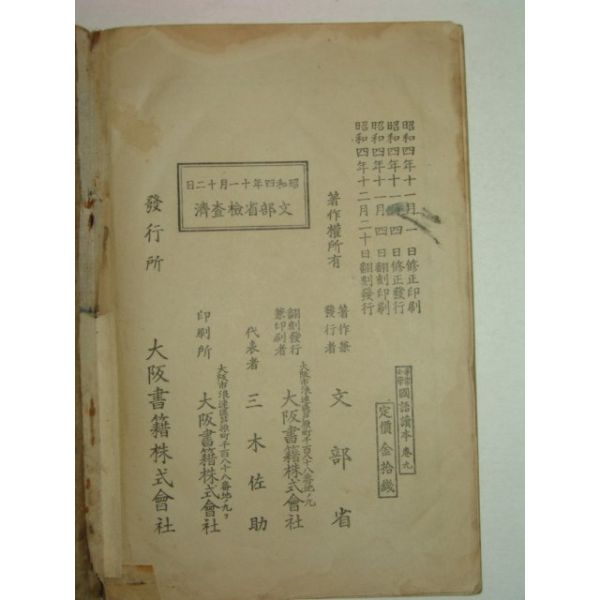 昭和四年十一月一日修正印刷
昭和四年十一月四日修正發行
昭和四年十一月四日翻刻印刷
昭和四年十二月二十日翻刻發行
國語讀本 卷九
定價金拾錢
著作權所有
著作兼
發行者
文部省
翻刻發行
兼印刷者
大阪書籍株式會社
代表者
三木佐助
昭和四年十一月十二日
文部省檢查濟
印刷所
大阪書籍株式會社
發行所
大阪書籍株式會社